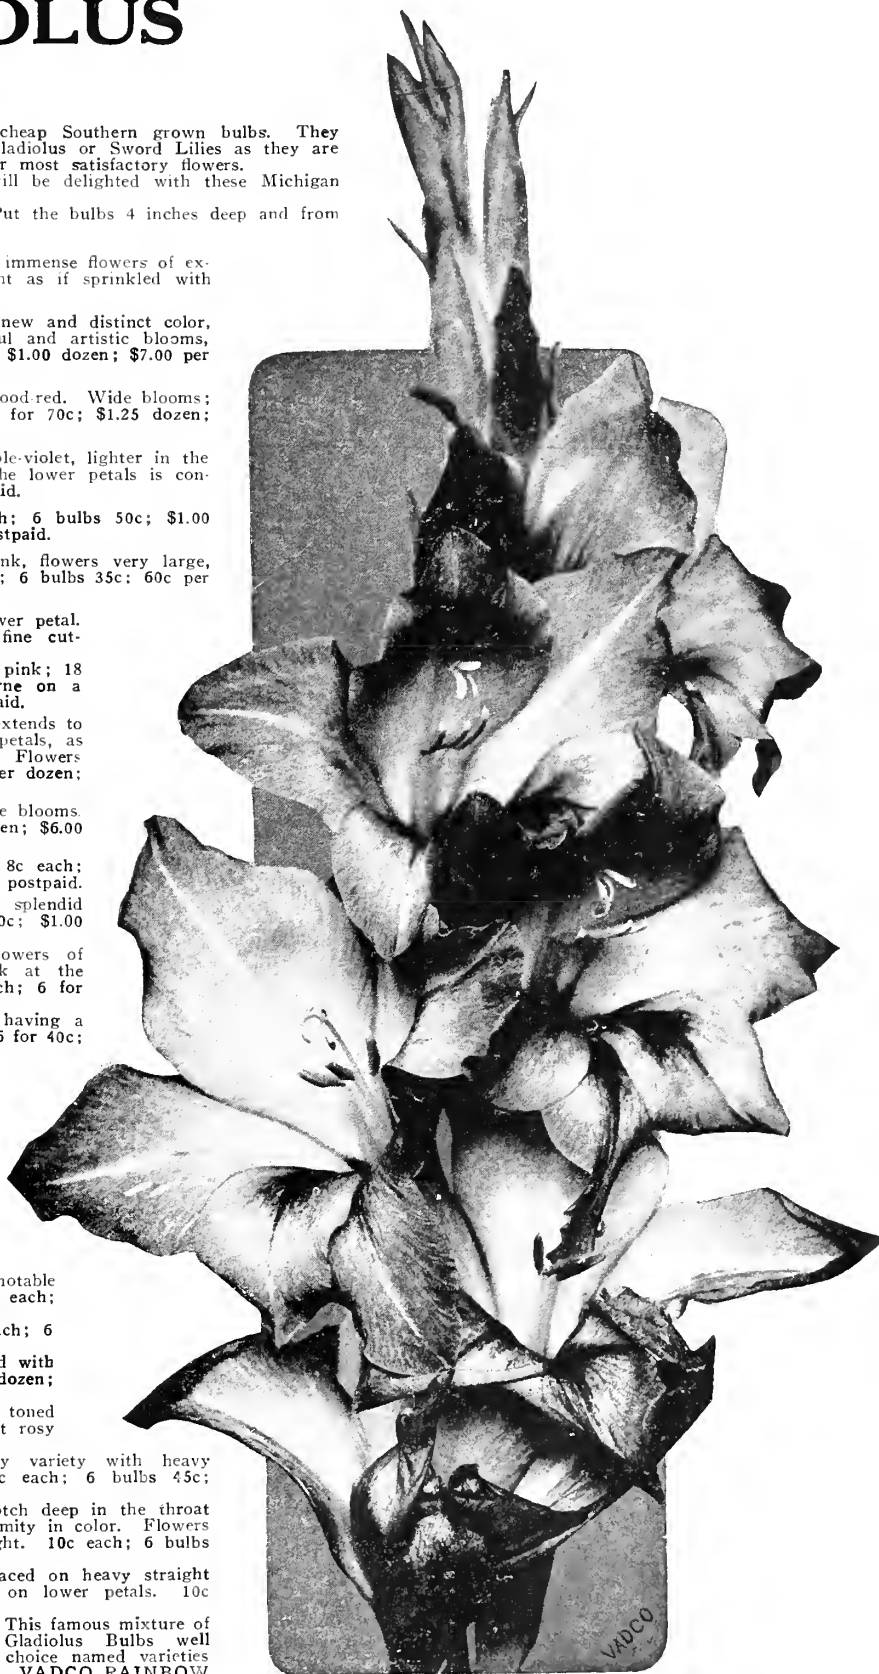 OLUS
cheap Southern grown bulbs. They
ladiolus or Sword Lilies as they are
r most satisfactory flowers.
ill be delighted with these Michigan
Put the bulbs 4 inches deep and from
immense flowers of ex-
nt as if sprinkled with
new and distinct color,
ul and artistic blooms,
$1.00 dozen; $7.00 per
ood-red. Wide blooms;
for 70c; $1.25 dozen;
le-violet, lighter in the
he lower petals is con-
id.
h; 6 bulbs 50c; $1.00
stpaid.
nk, flowers very large,
; 6 bulbs 35c; 60c per
wer petal.
fine cut-
pink; 18
rne on a
aid.
extends to
petals, as
Flowers
er dozen;
e blooms.
en; $6.00
8c each;
postpaid.
splendid
0c; $1.00
owers of
k at the
ch; 6 for
having a
6 for 40c;
notable
each;
ch; 6
d with
dozen;
toned
t rosy
y variety with heavy
c each; 6 bulbs 45c;
otch deep in the throat
mity in color. Flowers
ght. 10c each; 6 bulbs
aced on heavy straight
on lower petals. 10c
This famous mixture of
Gladiolus Bulbs well
choice named varieties
VADCO RAINBOW
VADCO